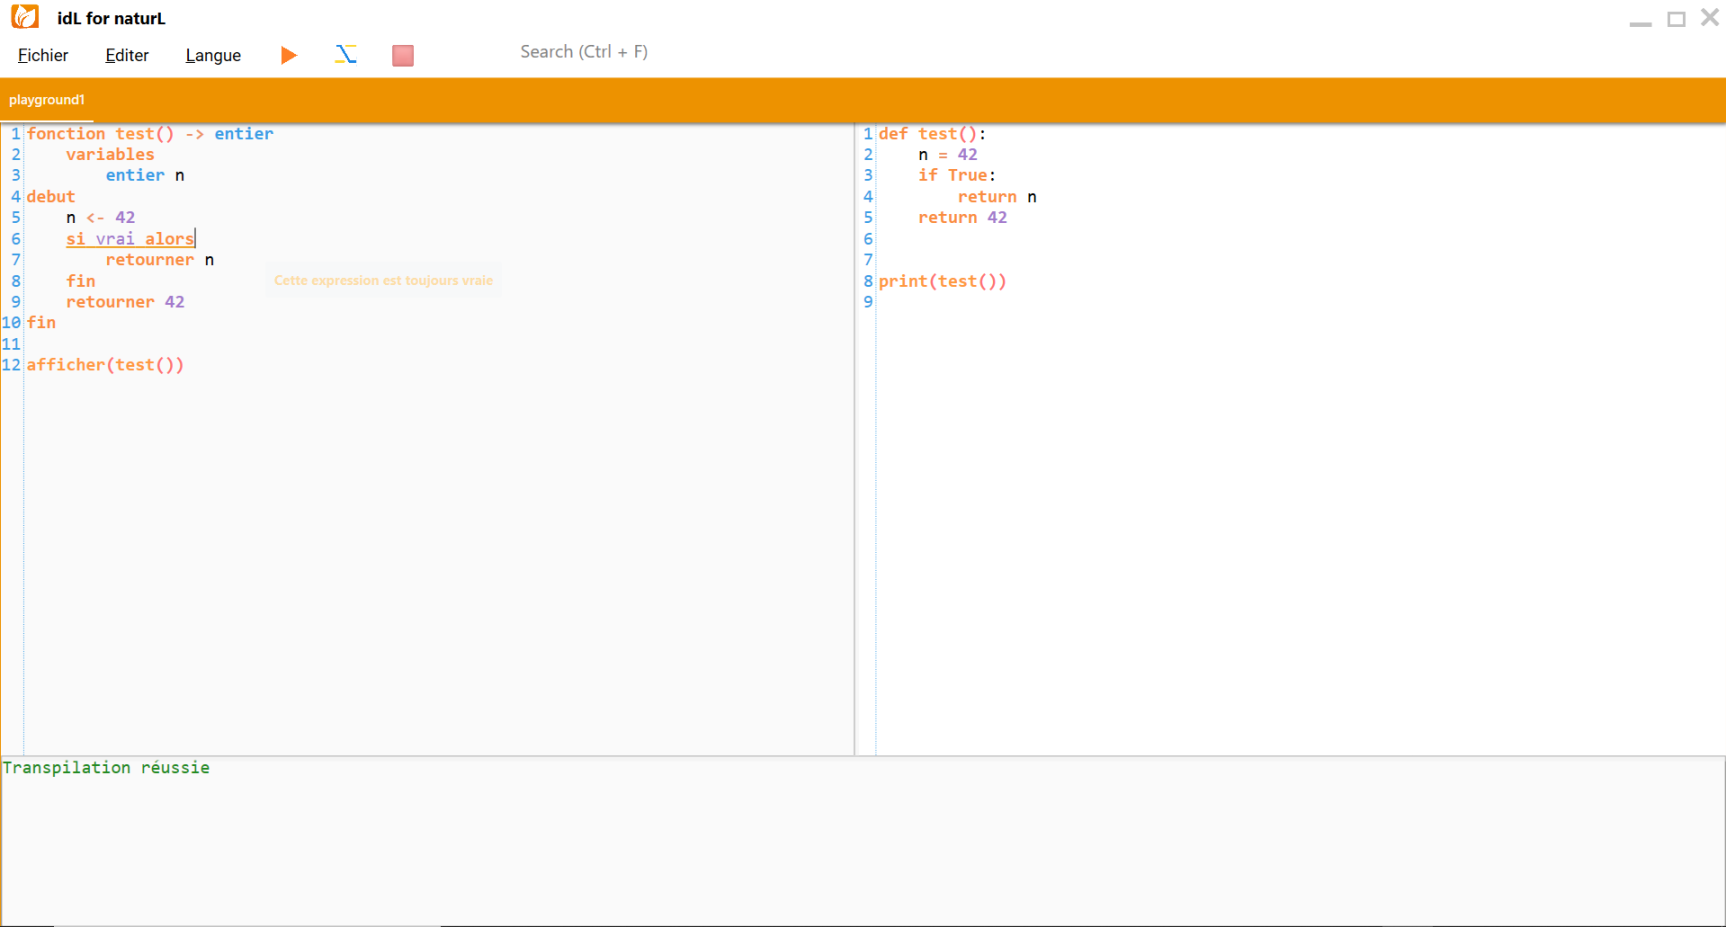 idL for naturL
Fichier Editer Langue Search (Ctrl + F)
playground1
1 fonction test() -> entier
2     variables
3         entier n
4 debut
5     n <- 42
6     si vrai alors
7         retourner n
Cette expression est toujours vraie
8     fin
9     retourner 42
10 fin
11
12 afficher(test())
1 def test():
2     n = 42
3     if True:
4         return n
5     return 42
6
7
8 print(test())
9
Transpilation réussie